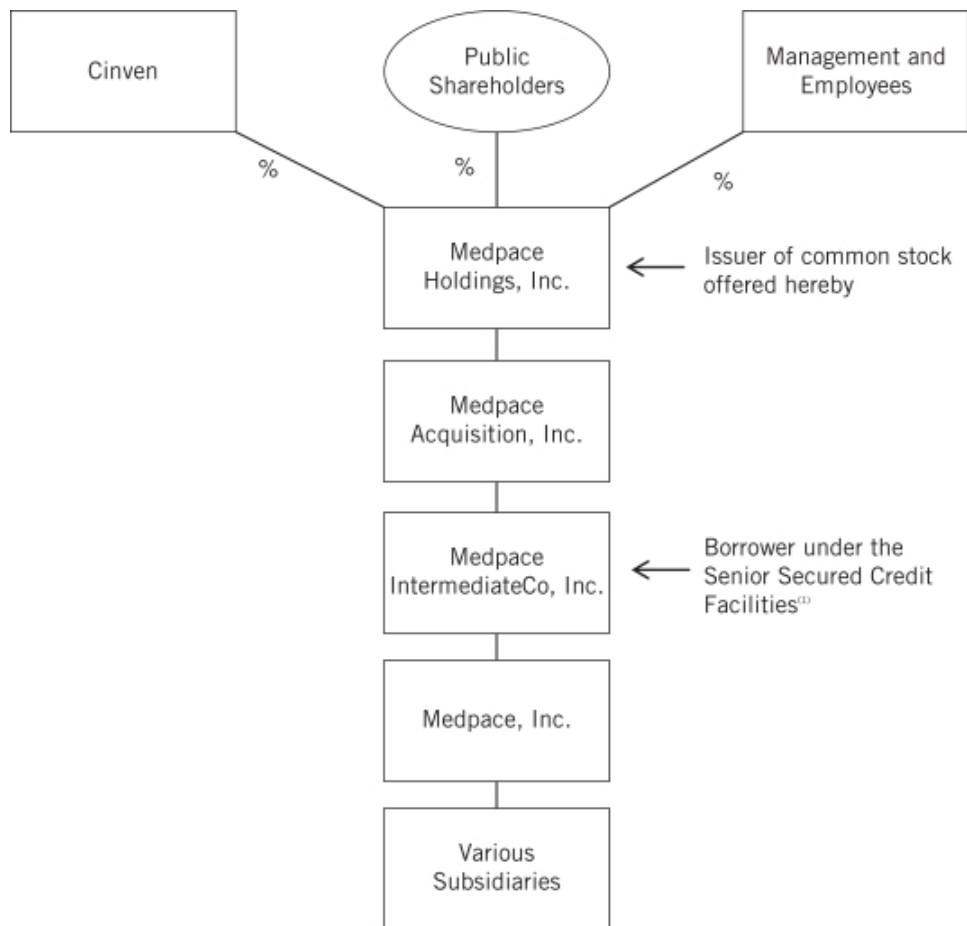 Cinven
Public
Shareholders
Management and
Employees
%
%
%
Medpace
Holdings, Inc.
Issuer of common stock
offered hereby
Medpace
Acquisition, Inc.
Medpace
IntermediateCo, Inc.
Borrower under the
Senior Secured Credit
Facilities⁽¹⁾
Medpace, Inc.
Various
Subsidiaries